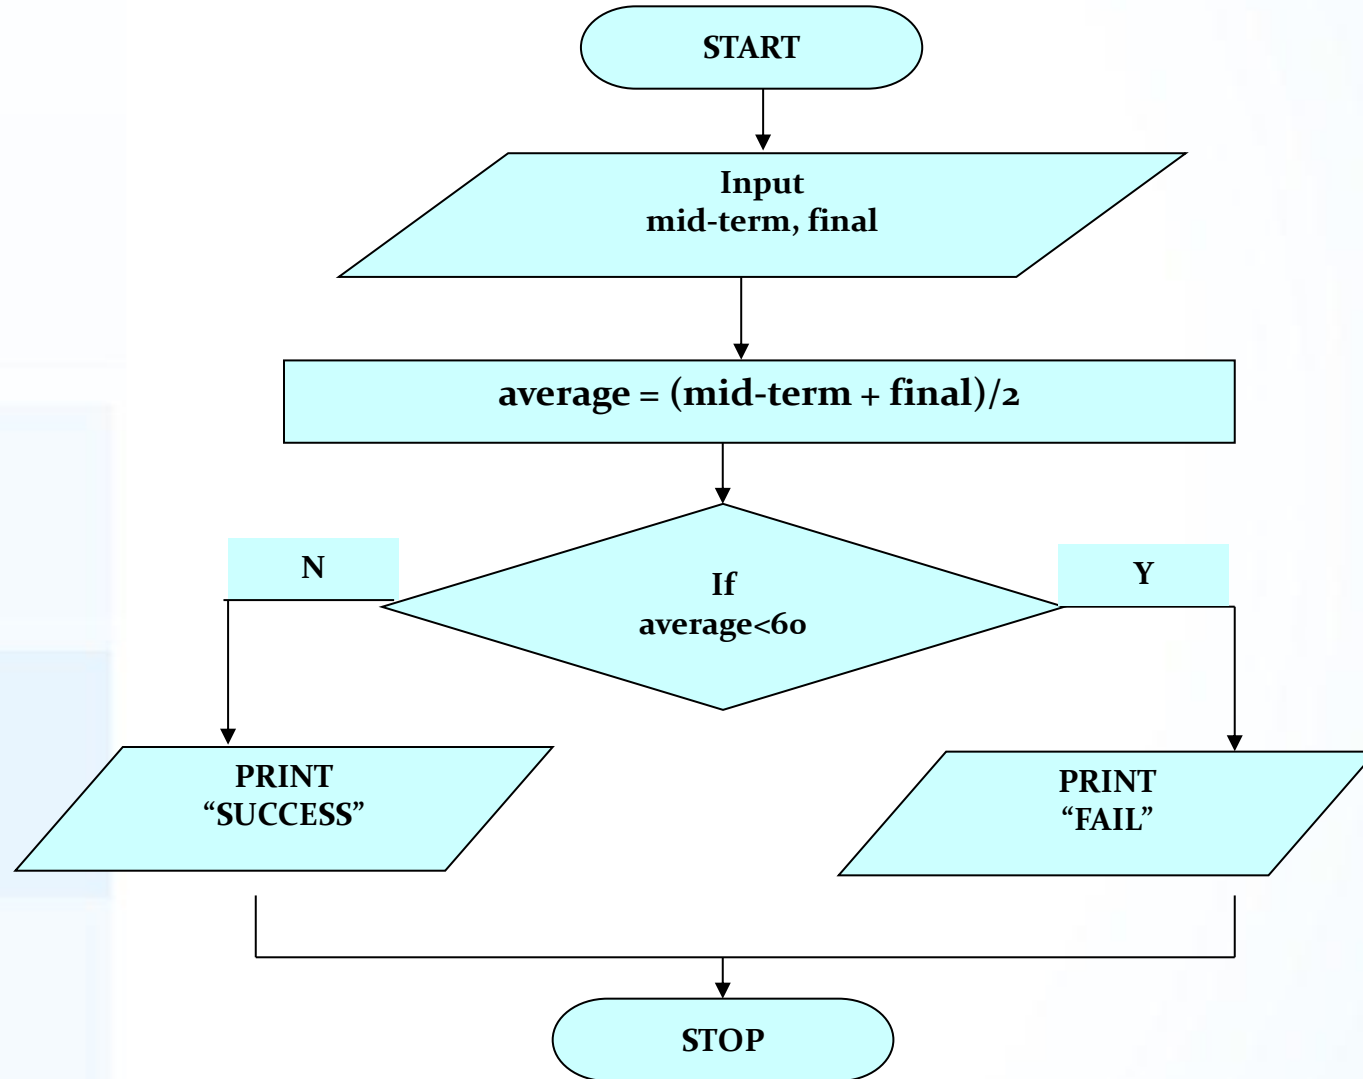 START
Input
mid-term, final
average = (mid-term + final)/2
If
average<60
N
Y
PRINT
“SUCCESS”
PRINT
“FAIL”
STOP